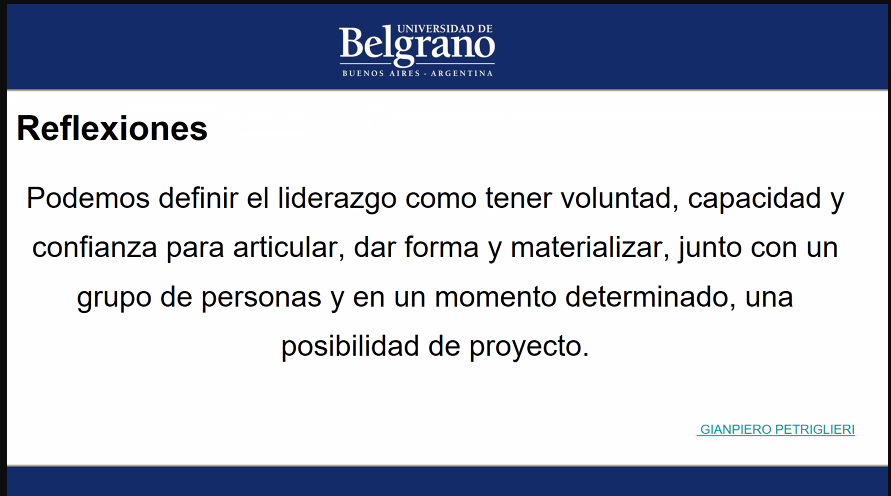 UNIVERSIDAD DE
Belgrano
BUENOS AIRES - ARGENTINA
Reflexiones
Podemos definir el liderazgo como tener voluntad, capacidad y
confianza para articular, dar forma y materializar, junto con un
grupo de personas y en un momento determinado, una
posibilidad de proyecto.
GIANPIERO PETRIGLIERI